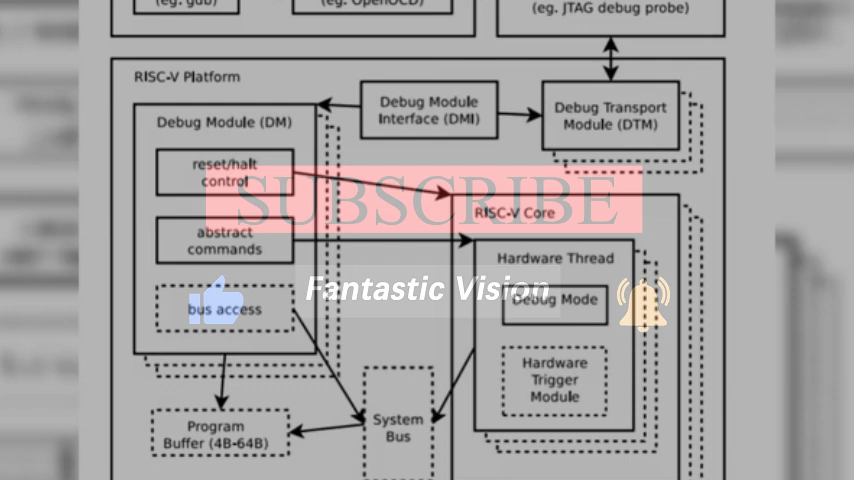 (eg. gdb)
(eg. OpenOCD)
(eg. JTAG debug probe)
RISC-V Platform
Debug Module (DM)
Debug Module
Interface (DMI)
Debug Transport
Module (DTM)
reset/halt
control
SUBSCRIBE
RISC-V Core
abstract
commands
Hardware Thread
Fantastic Vision
Debug Mode
bus access
Hardware
Trigger
Module
Program
Buffer (4B-64B)
System
Bus